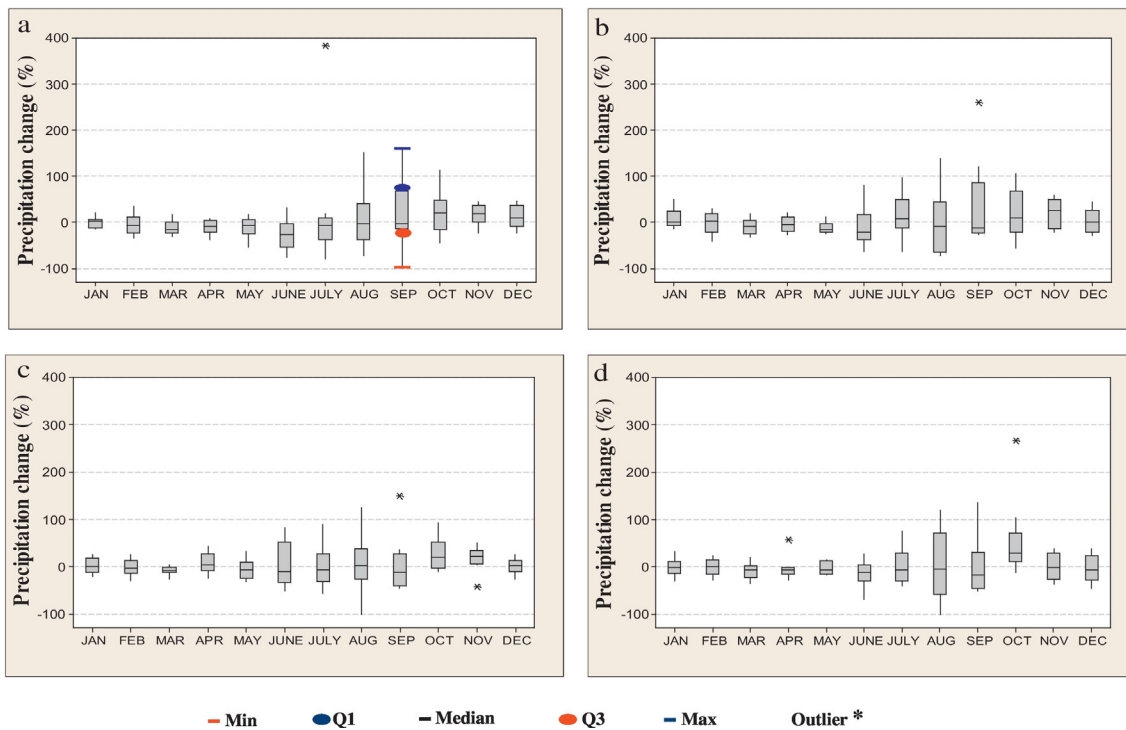 a
Precipitation change (%)
400
300
200
100
0
-100
JAN FEB MAR APR MAY JUNE JULY AUG SEP OCT NOV DEC
b
Precipitation change (%)
400
300
200
100
0
-100
JAN FEB MAR APR MAY JUNE JULY AUG SEP OCT NOV DEC
c
Precipitation change (%)
400
300
200
100
0
-100
JAN FEB MAR APR MAY JUNE JULY AUG SEP OCT NOV DEC
d
Precipitation change (%)
400
300
200
100
0
-100
JAN FEB MAR APR MAY JUNE JULY AUG SEP OCT NOV DEC
Min Q1 Median Q3 Max Outlier *